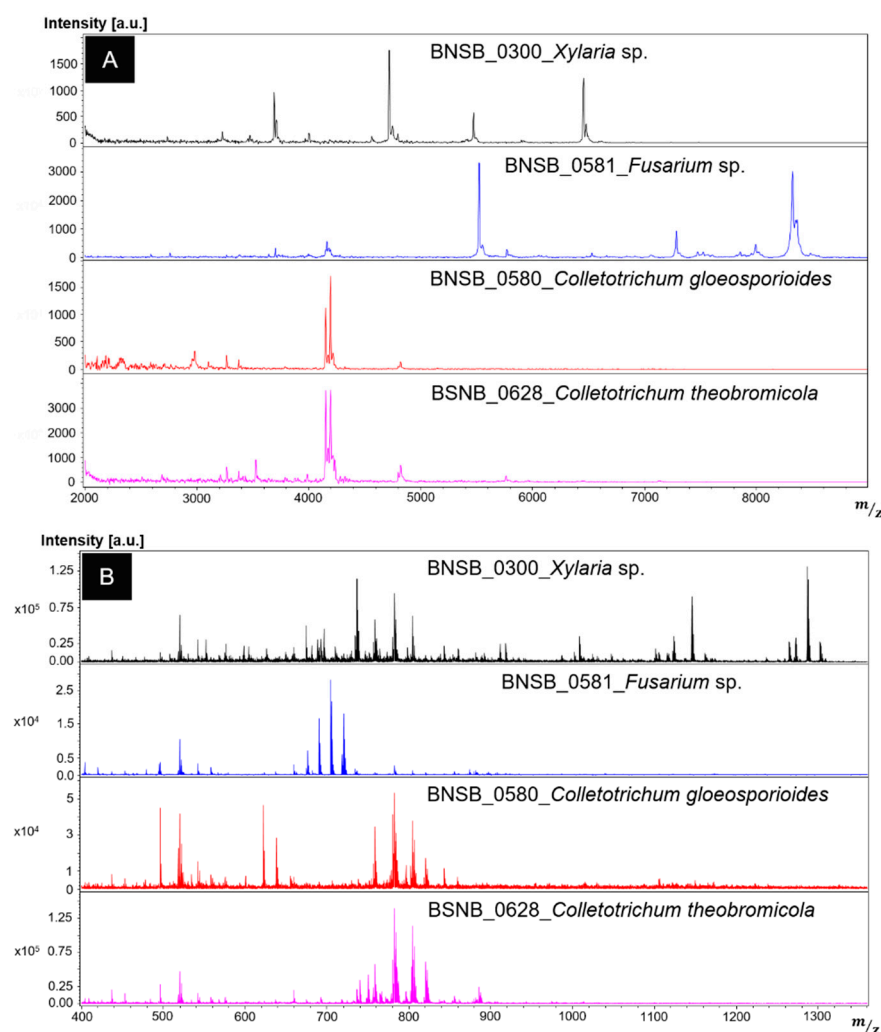 Intensity [a.u.]
A
BNSB_0300_Xylaria sp.
1500
1000
500
0
BNSB_0581_Fusarium sp.
3000
2000
1000
0
BNSB_0580_Colletotrichum gloeosporioides
1500
1000
500
0
BSNB_0628_Colletotrichum theobromicola
3000
2000
1000
0
2000 3000 4000 5000 6000 7000 8000
m/z
Intensity [a.u.]
B
BNSB_0300_Xylaria sp.
1.25
x10⁵
0.75
0.25
0.00
BNSB_0581_Fusarium sp.
2.5
x10⁴
1.5
0.5
0.0
BNSB_0580_Colletotrichum gloeosporioides
5
x10⁴
3
1
0
BSNB_0628_Colletotrichum theobromicola
1.25
x10⁵
0.75
0.25
0.00
400 500 600 700 800 900 1000 1100 1200 1300
m/z